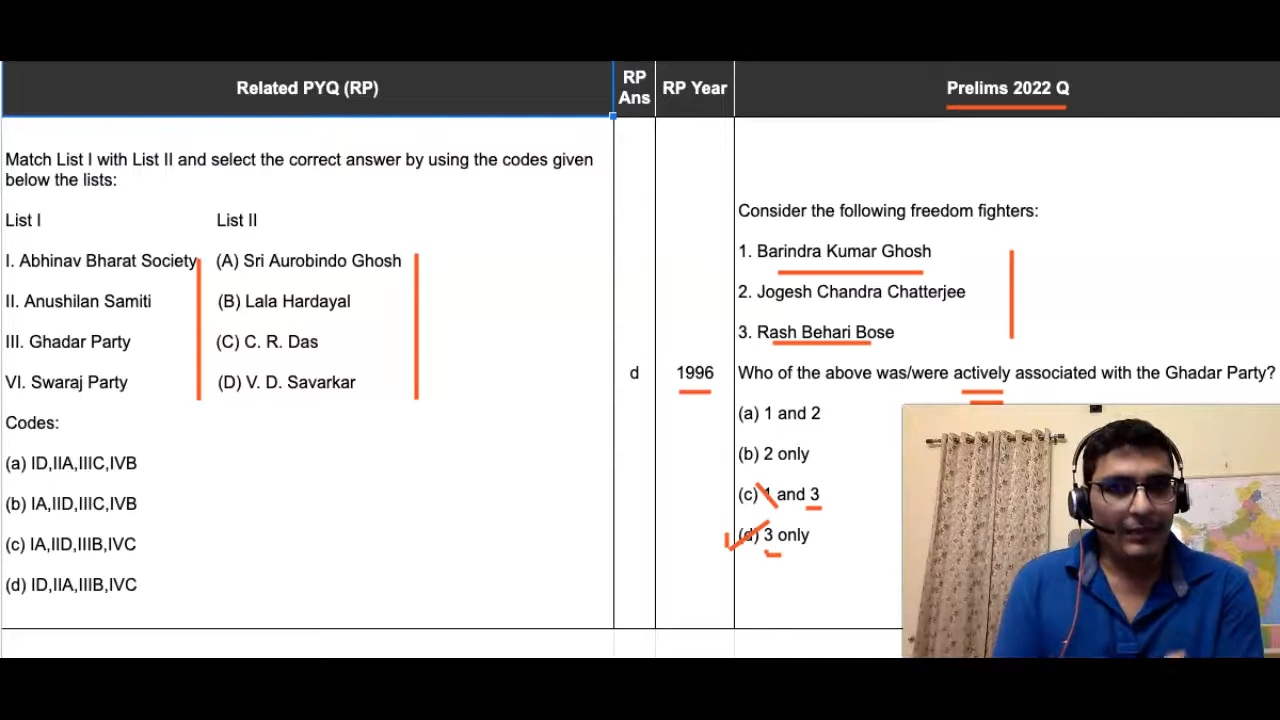 Related PYQ (RP)
RP Ans
RP Year
Prelims 2022 Q
Match List I with List II and select the correct answer by using the codes given
below the lists:
List I List II
I. Abhinav Bharat Society (A) Sri Aurobindo Ghosh
II. Anushilan Samiti (B) Lala Hardayal
III. Ghadar Party (C) C. R. Das
VI. Swaraj Party (D) V. D. Savarkar
Codes:
(a) ID,IIA,IIIC,IVB
(b) IA,IID,IIIC,IVB
(c) IA,IID,IIIB,IVC
(d) ID,IIA,IIIB,IVC
d
1996
Consider the following freedom fighters:
1. Barindra Kumar Ghosh
2. Jogesh Chandra Chatterjee
3. Rash Behari Bose
Who of the above was/were actively associated with the Ghadar Party?
(a) 1 and 2
(b) 2 only
(c) 1 and 3
(d) 3 only